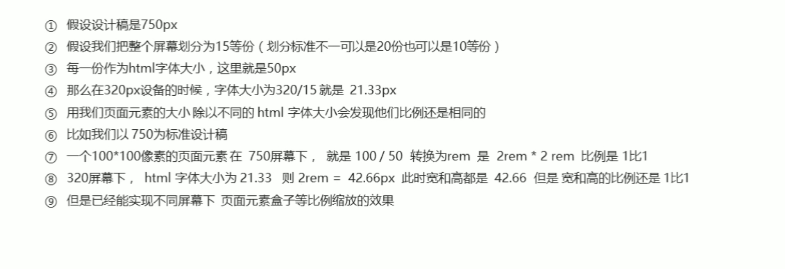 ① 假设设计稿是750px
② 假设我们把整个屏幕划分为15等份（划分标准不一可以是20份也可以是10等份）
③ 每一份作为html字体大小，这里就是50px
④ 那么在320px设备的时候，字体大小为320/15 就是 21.33px
⑤ 用我们页面元素的大小 除以不同的 html 字体大小会发现他们比例还是相同的
⑥ 比如我们以 750为标准设计稿
⑦ 一个100*100像素的页面元素 在 750屏幕下， 就是 100 / 50 转换为rem 是 2rem * 2 rem 比例是 1比1
⑧ 320屏幕下， html 字体大小为 21.33 则 2rem = 42.66px 此时宽和高都是 42.66 但是 宽和高的比例还是 1比1
⑨ 但是已经能实现不同屏幕下 页面元素盒子等比例缩放的效果